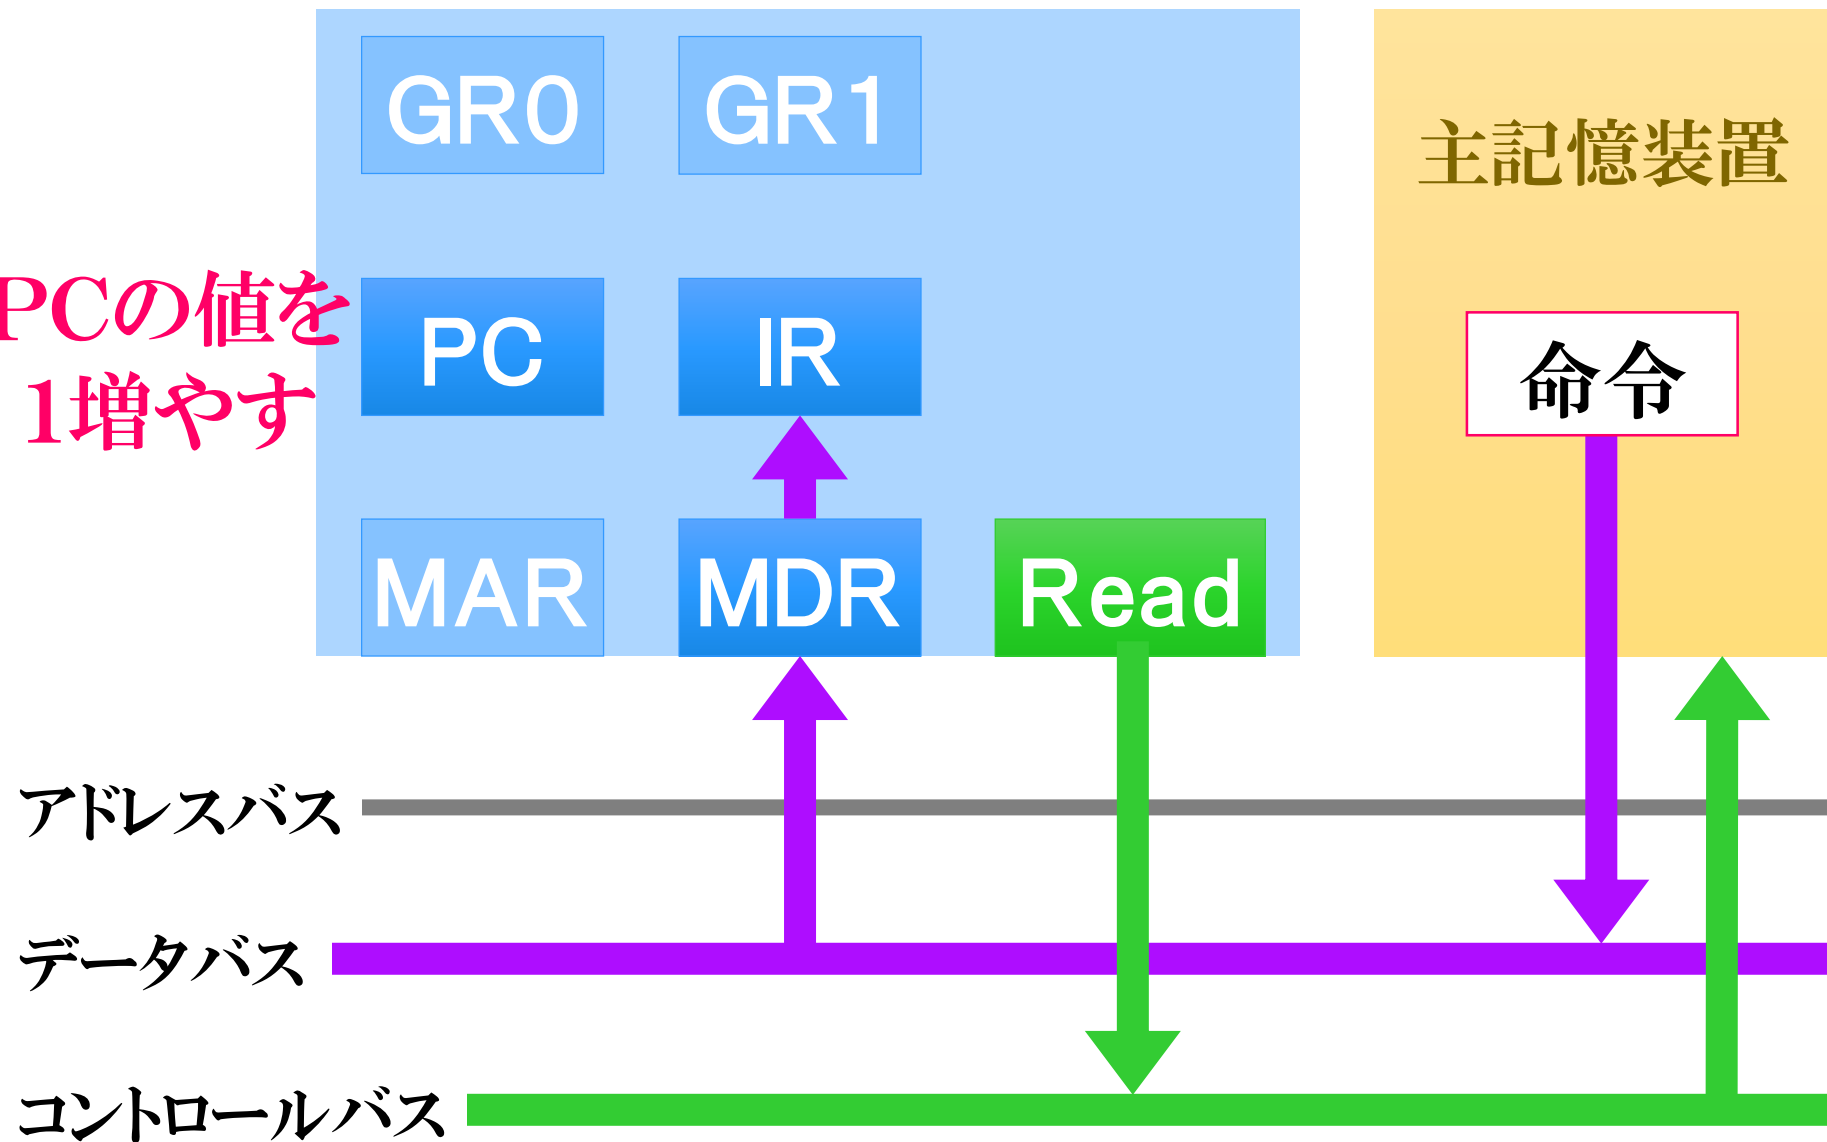 GR0
GR1
主記憶装置
PCの値を
1増やす
PC
IR
命令
MAR
MDR
Read
アドレスバス
データバス
コントロールバス